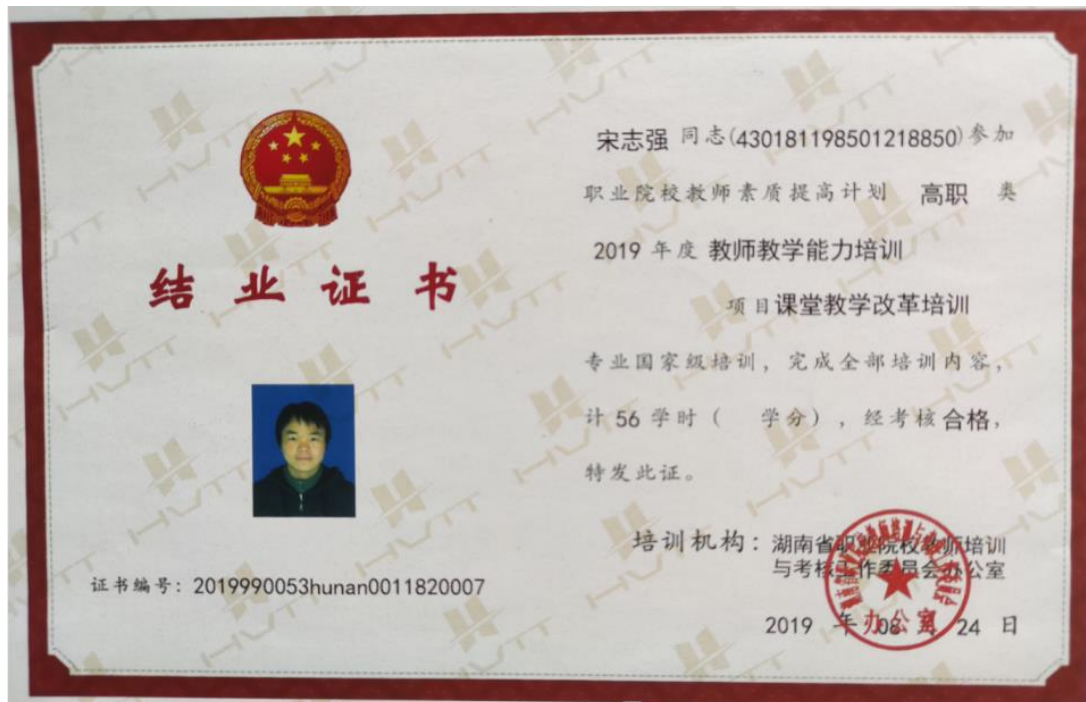 结业证书
证书编号：2019990053hunan0011820007
宋志强 同志(430181198501218850)参加
职业院校教师素质提高计划 高职 类
2019 年度 教师教学能力培训
项目课堂教学改革培训
专业国家级培训，完成全部培训内容，
计 56 学时（ 学分），经考核合格，
特发此证。
培训机构：湖南省职业院校教师培训
与考核工作委员会办公室
2019 年 08 月 24 日
办公室
HVTT